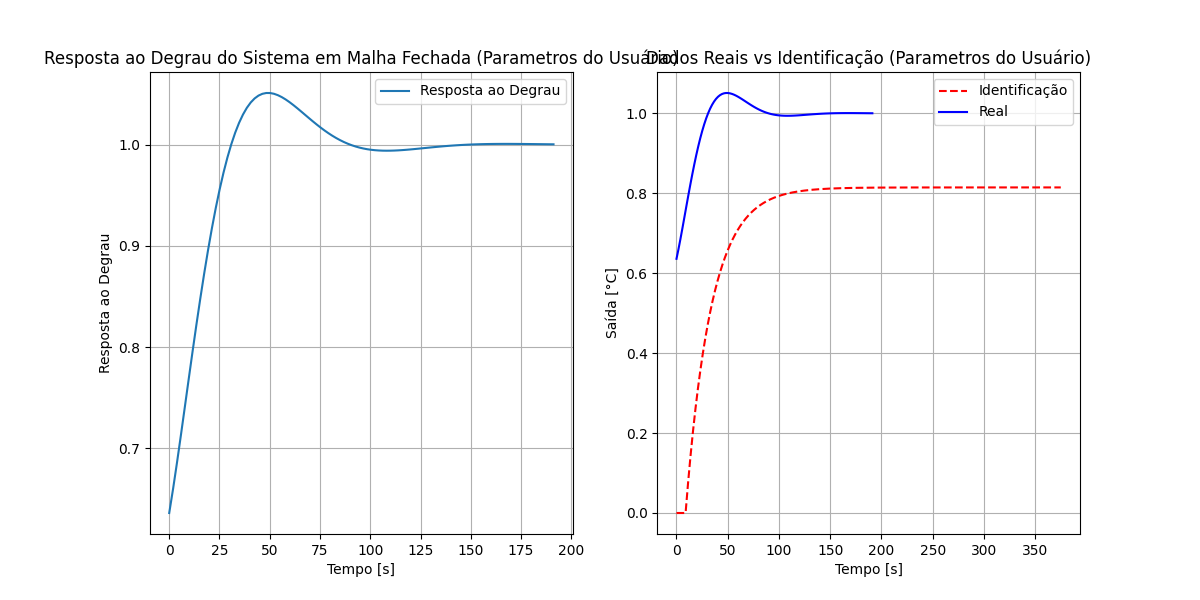 Resposta ao Degrau do Sistema em Malha Fechada (Parametros do Usuário)
Resposta ao Degrau
1.0
0.9
0.8
0.7
Resposta ao Degrau
0 25 50 75 100 125 150 175 200
Tempo [s]
Dados Reais vs Identificação (Parametros do Usuário)
Identificação
Real
1.0
0.8
0.6
0.4
0.2
0.0
Saída [°C]
0 50 100 150 200 250 300 350
Tempo [s]